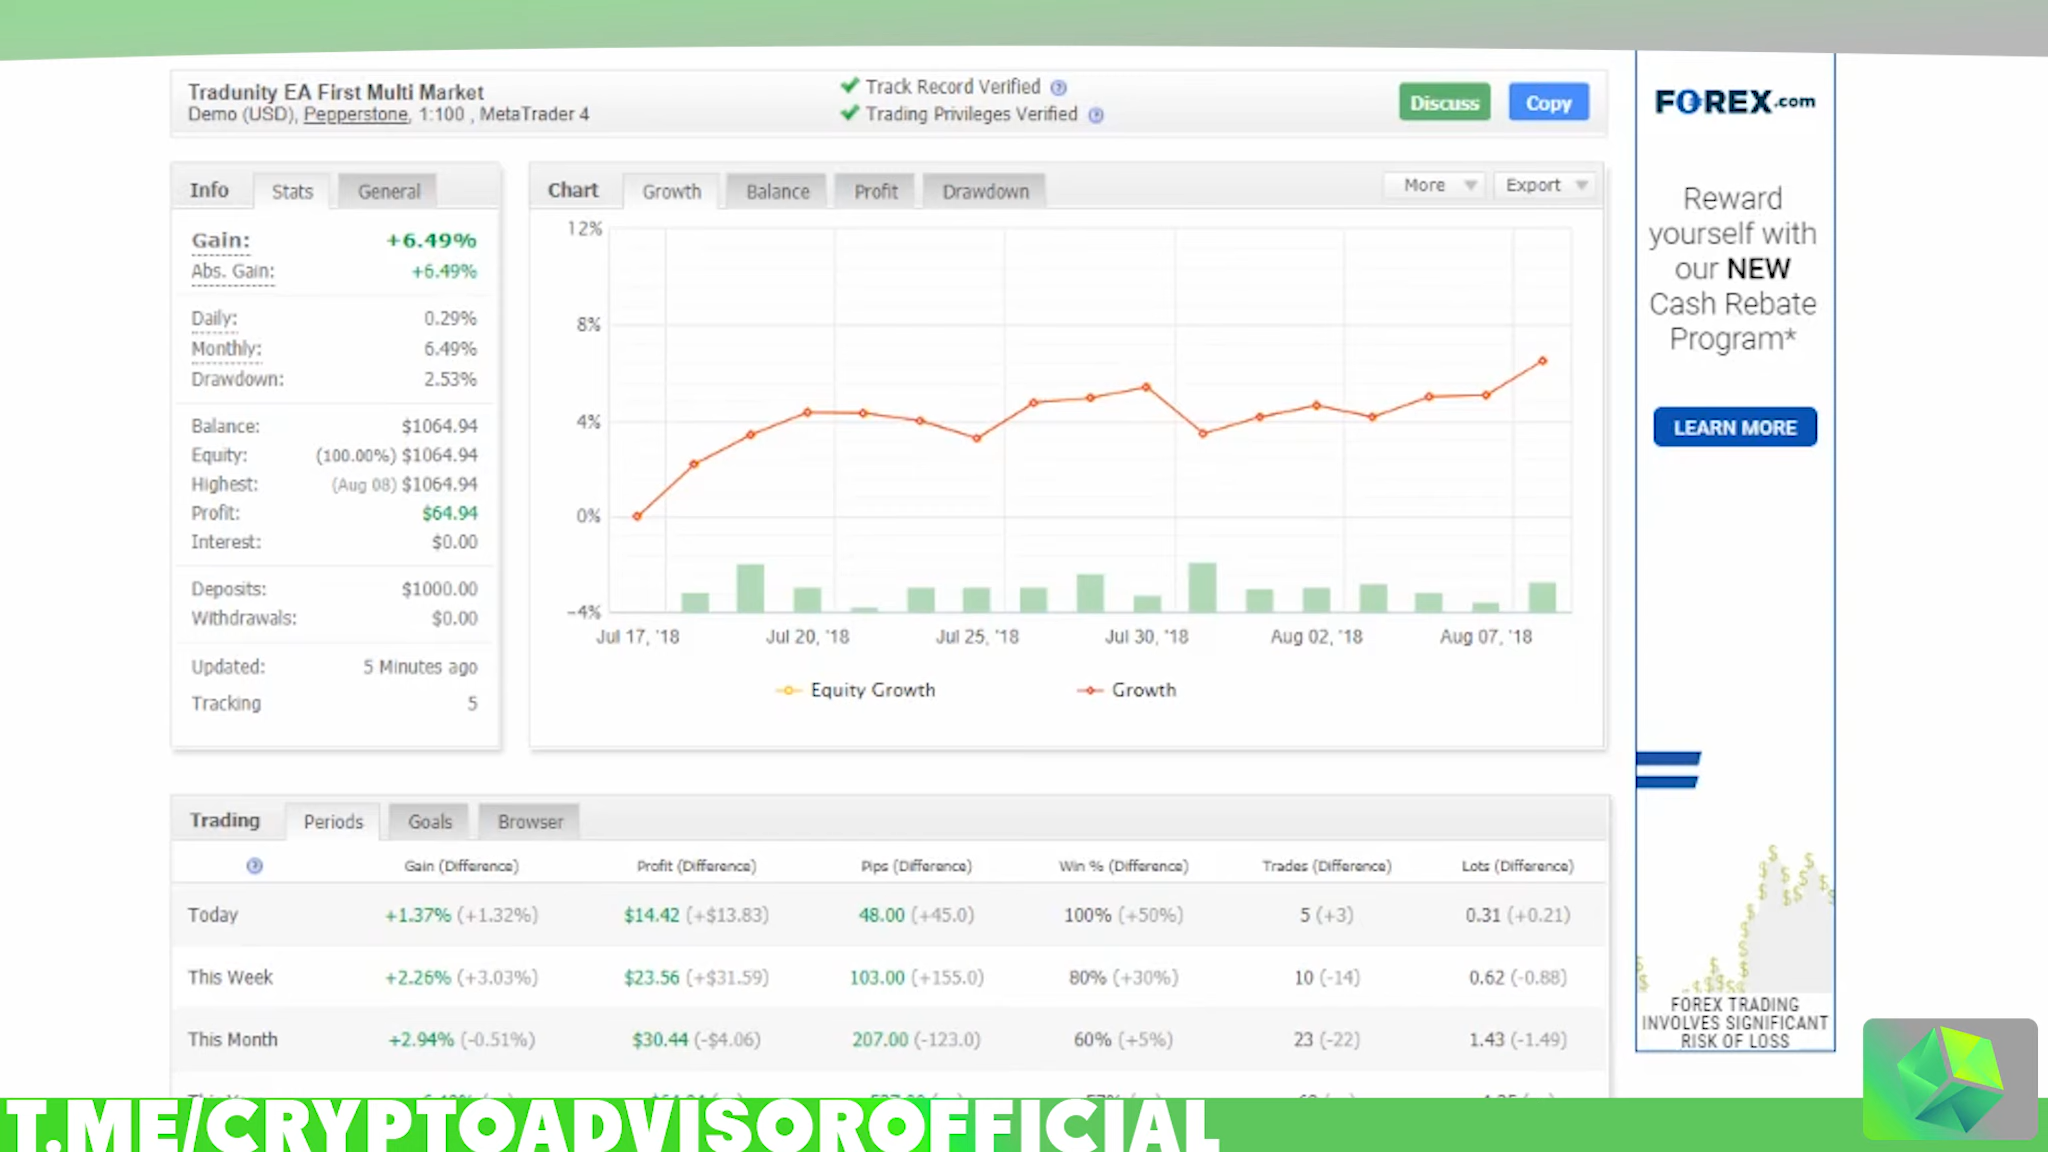 Tradunity EA First Multi Market
Demo (USD), Pepperstone, 1:100 , MetaTrader 4
Track Record Verified
Trading Privileges Verified
Discuss
Copy
Info
Stats
General
Gain: +6.49%
Abs. Gain: +6.49%
Daily: 0.29%
Monthly: 6.49%
Drawdown: 2.53%
Balance: $1064.94
Equity: (100.00%) $1064.94
Highest: (Aug 08) $1064.94
Profit: $64.94
Interest: $0.00
Deposits: $1000.00
Withdrawals: $0.00
Updated: 5 Minutes ago
Tracking 5
Chart
Growth
Balance
Profit
Drawdown
More
Export
12%
8%
4%
0%
-4%
Jul 17, '18
Jul 20, '18
Jul 25, '18
Jul 30, '18
Aug 02, '18
Aug 07, '18
Equity Growth
Growth
FOREX.com
Reward
yourself with
our NEW
Cash Rebate
Program*
LEARN MORE
FOREX TRADING
INVOLVES SIGNIFICANT
RISK OF LOSS
Trading
Periods
Goals
Browser
Gain (Difference) Profit (Difference) Pips (Difference) Win % (Difference) Trades (Difference) Lots (Difference)
Today +1.37% (+1.32%) $14.42 (+$13.83) 48.00 (+45.0) 100% (+50%) 5 (+3) 0.31 (+0.21)
This Week +2.26% (+3.03%) $23.56 (+$31.59) 103.00 (+155.0) 80% (+30%) 10 (-14) 0.62 (-0.88)
This Month +2.94% (-0.51%) $30.44 (-$4.06) 207.00 (-123.0) 60% (+5%) 23 (-22) 1.43 (-1.49)
T.ME/CRYPTOADVISOROFFICIAL